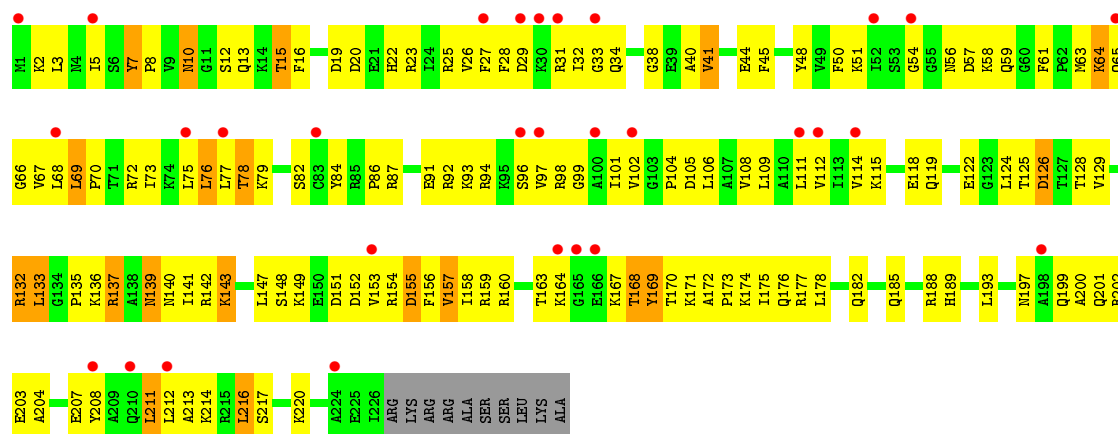 M1 K2 L3 N4 I5 S6 Y7 P8 V9 N10 G11 S12 Q13 K14 T15 F16 D19 D20 E21 H22 R23 I24 R25 V26 F27 F28 D29 K30 R31 I32 G33 Q34 G38 E39 A40 V41 E44 F45 Y48 V49 F50 K51 I52 S53 G54 G55 N56 D57 K58 Q59 G60 F61 P62 M63 K64 Q65
G66 V67 L68 L69 P70 T71 R72 I73 K74 L75 L76 L77 T78 K79 S82 C83 Y84 R85 P86 R87 E91 R92 K93 R94 K95 S96 V97 R98 G99 A100 I101 V102 G103 P104 D105 L106 A107 V108 L109 A110 L111 V112 I113 V114 K115 E118 Q119 E122 G123 L124 T125 D126 T127 T128 V129
R132 L133 G134 P135 K136 R137 A138 N139 N140 I141 R142 K143 L147 S148 K149 E150 D151 D152 V153 R154 D155 F156 V157 I158 R159 R160 T163 K164 G165 E166 K167 T168 Y169 T170 K171 A172 P173 K174 I175 Q176 R177 L178 Q182 Q185 R188 H189 L193 N197 A198 Q199 A200 Q201 R202
E203 A204 E207 Y208 A209 Q210 L211 L212 A213 K214 R215 L216 S217 K220 A224 E225 I226 ARG LYS ARG ARG ALA SER SER LEU LYS ALA